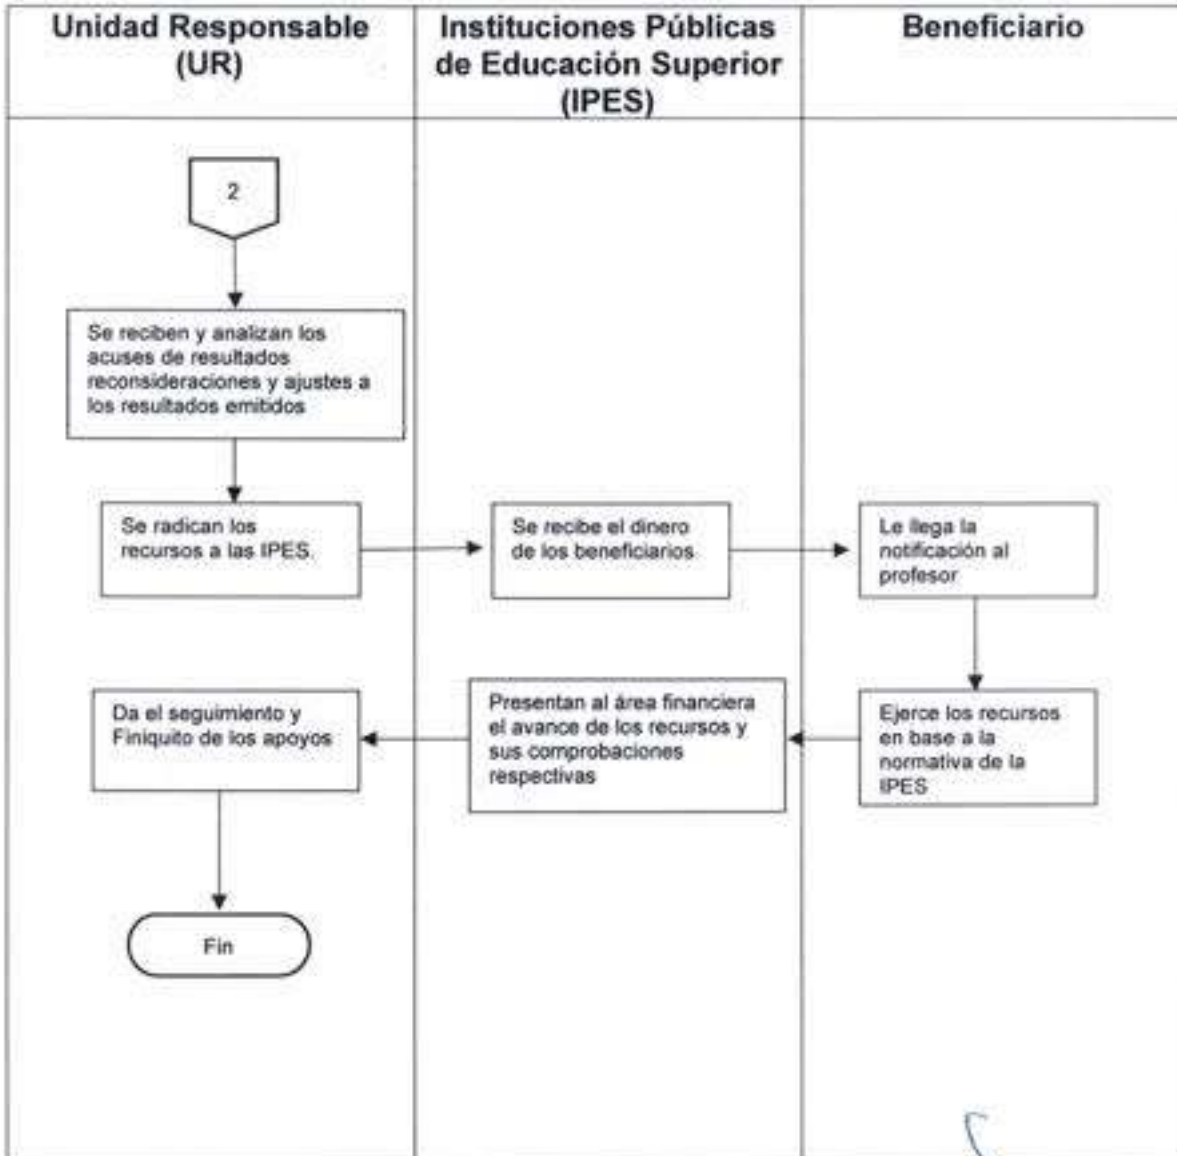 Unidad Responsable
(UR)
Instituciones Públicas
de Educación Superior
(IPES)
Beneficiario
2
Se reciben y analizan los
acuses de resultados
reconsideraciones y ajustes a
los resultados emitidos
Se radican los
recursos a las IPES.
Se recibe el dinero
de los beneficiarios
Le llega la
notificación al
profesor
Ejerce los recursos
en base a la
normativa de la
IPES
Presentan al área financiera
el avance de los recursos y
sus comprobaciones
respectivas
Da el seguimiento y
Finiquito de los apoyos
Fin